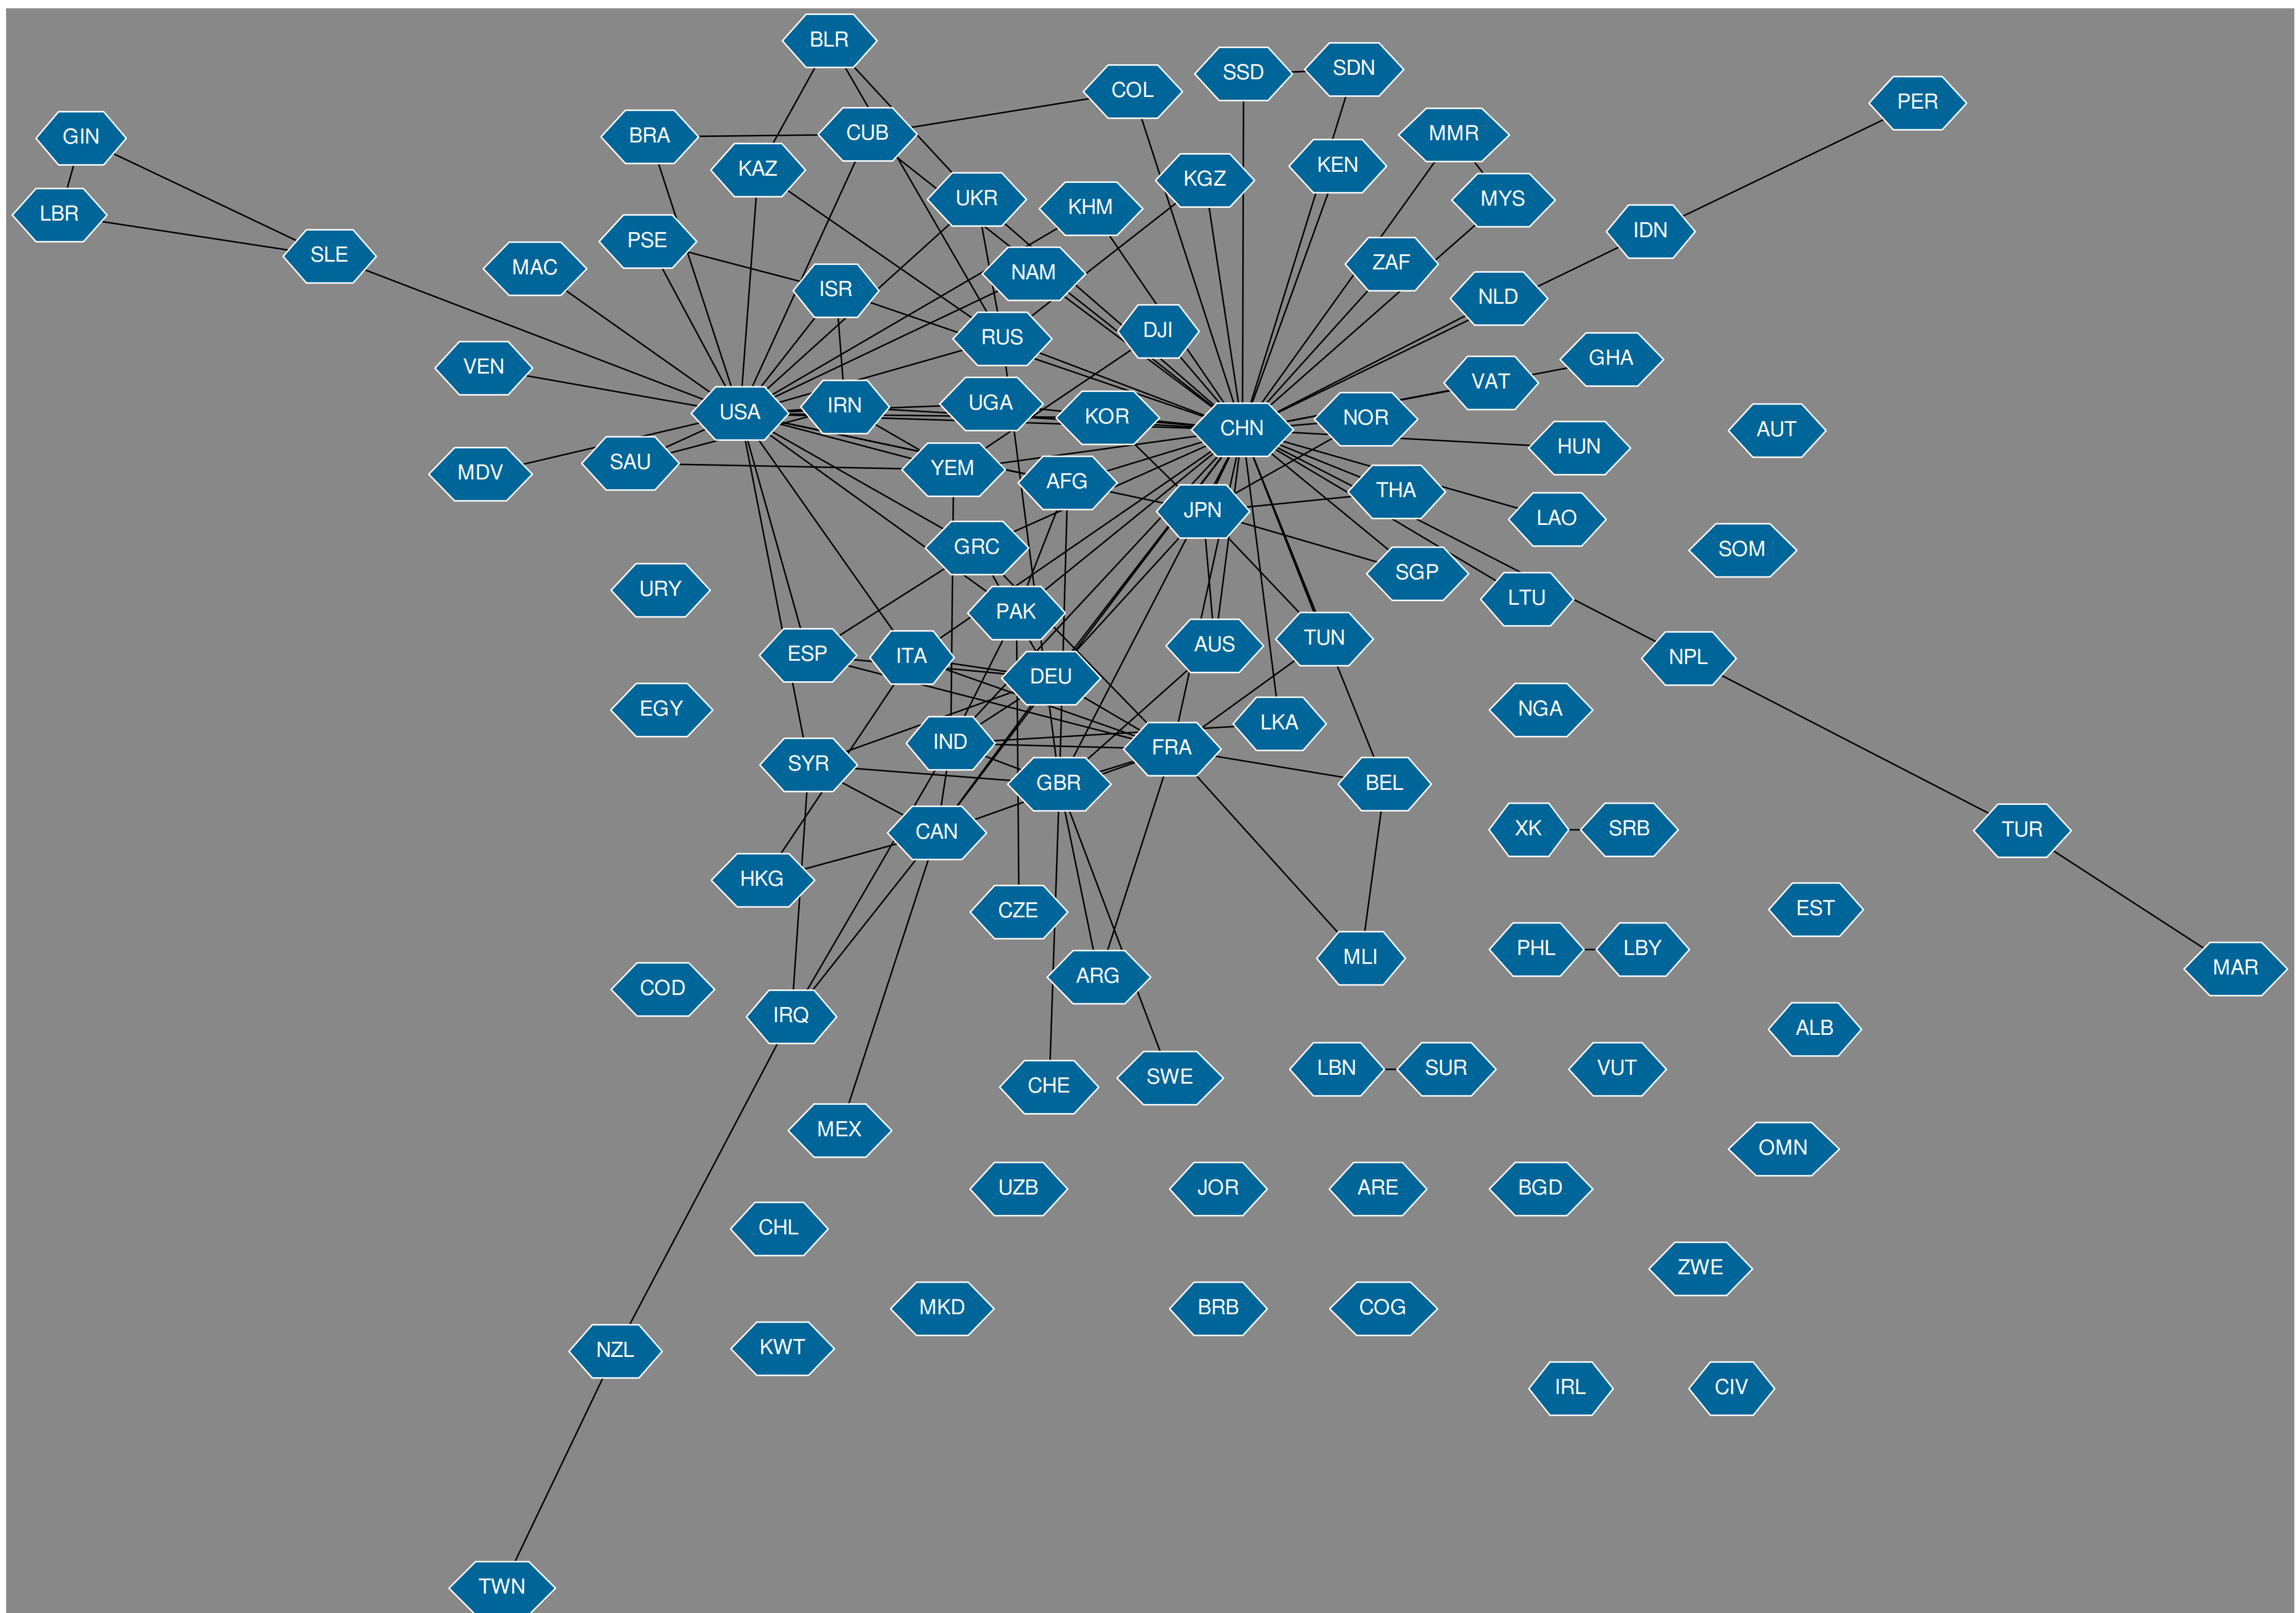 BLR
SSD
SDN
COL
PER
BRA
CUB
MMR
GIN
KAZ
KEN
KGZ
UKR
MYS
KHM
LBR
IDN
PSE
SLE
MAC
ISR
NAM
ZAF
NLD
RUS
DJI
GHA
VEN
VAT
USA
IRN
UGA
KOR
CHN
NOR
AUT
HUN
MDV
SAU
YEM
AFG
THA
JPN
LAO
GRC
SOM
SGP
URY
PAK
LTU
ESP
ITA
AUS
TUN
NPL
DEU
EGY
NGA
LKA
IND
FRA
SYR
GBR
BEL
CAN
XK
SRB
TUR
HKG
CZE
EST
PHL
LBY
MLI
MAR
ARG
COD
IRQ
ALB
CHE
SWE
LBN
SUR
VUT
MEX
OMN
UZB
JOR
ARE
BGD
CHL
ZWE
MKD
BRB
COG
NZL
KWT
IRL
CIV
TWN